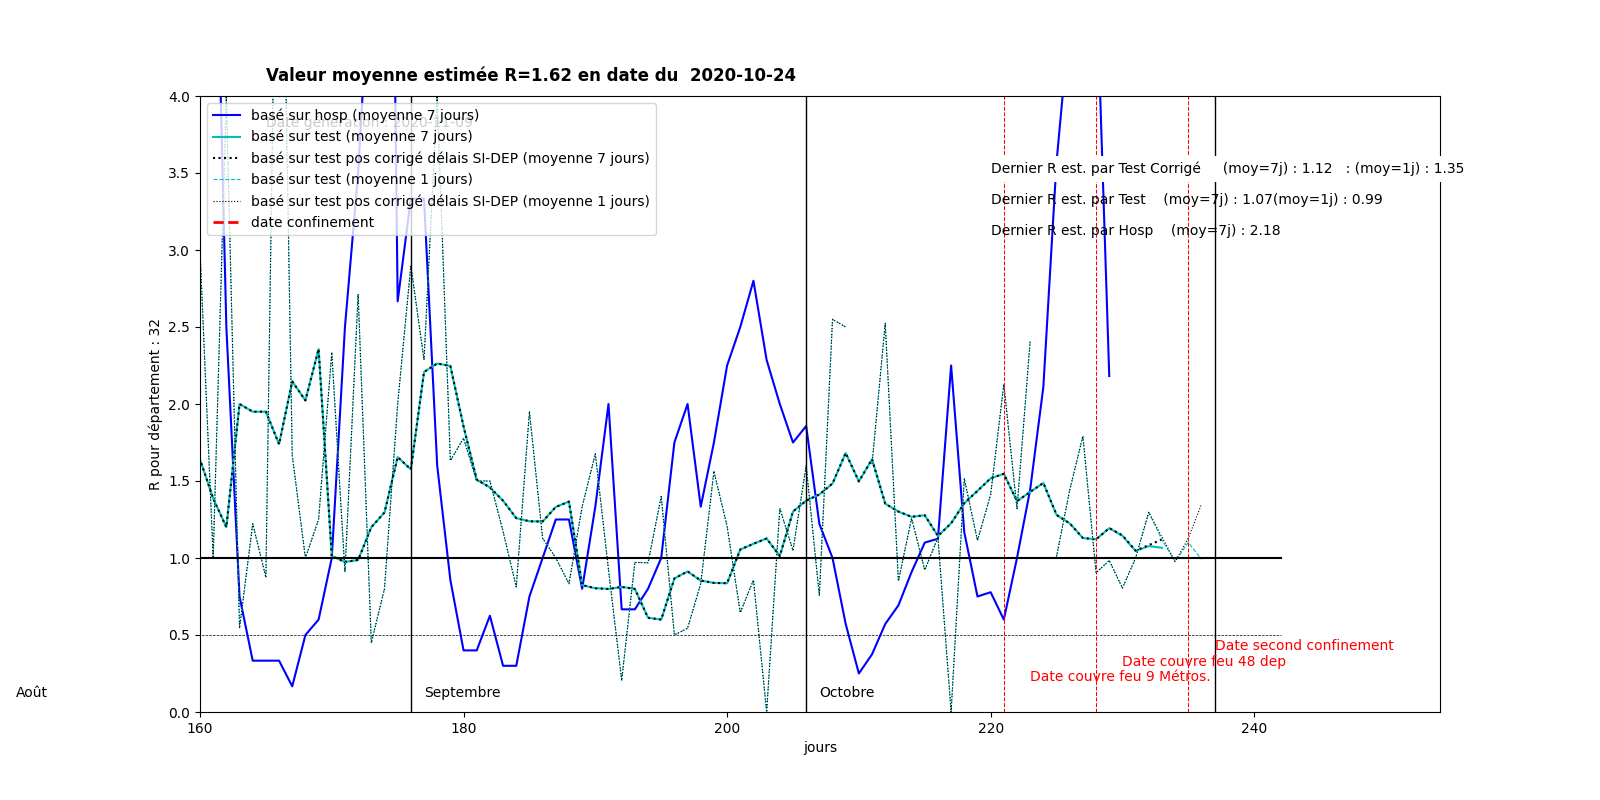 Valeur moyenne estimée R=1.62 en date du  2020-10-24
4.0
3.5
3.0
2.5
2.0
1.5
1.0
0.5
0.0
R pour département : 32
basé sur hosp (moyenne 7 jours)
Date génération : 2020-11-09
basé sur test (moyenne 7 jours)
basé sur test pos corrigé délais SI-DEP (moyenne 7 jours)
basé sur test (moyenne 1 jours)
basé sur test pos corrigé délais SI-DEP (moyenne 1 jours)
date confinement
Dernier R est. par Test Corrigé     (moy=7j) : 1.12   : (moy=1j) : 1.35
Dernier R est. par Test    (moy=7j) : 1.07(moy=1j) : 0.99
Dernier R est. par Hosp    (moy=7j) : 2.18
Date second confinement
Date couvre feu 48 dep
Date couvre feu 9 Métros.
Août
Septembre
Octobre
160
180
200
220
240
jours